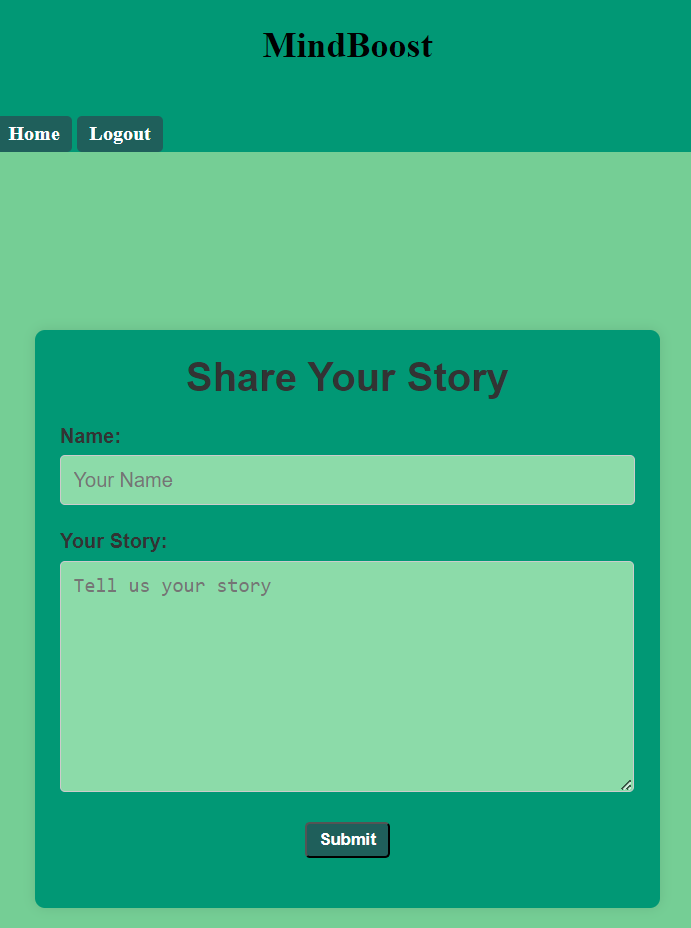 MindBoost
Home Logout
Share Your Story
Name:
Your Name
Your Story:
Tell us your story
Submit